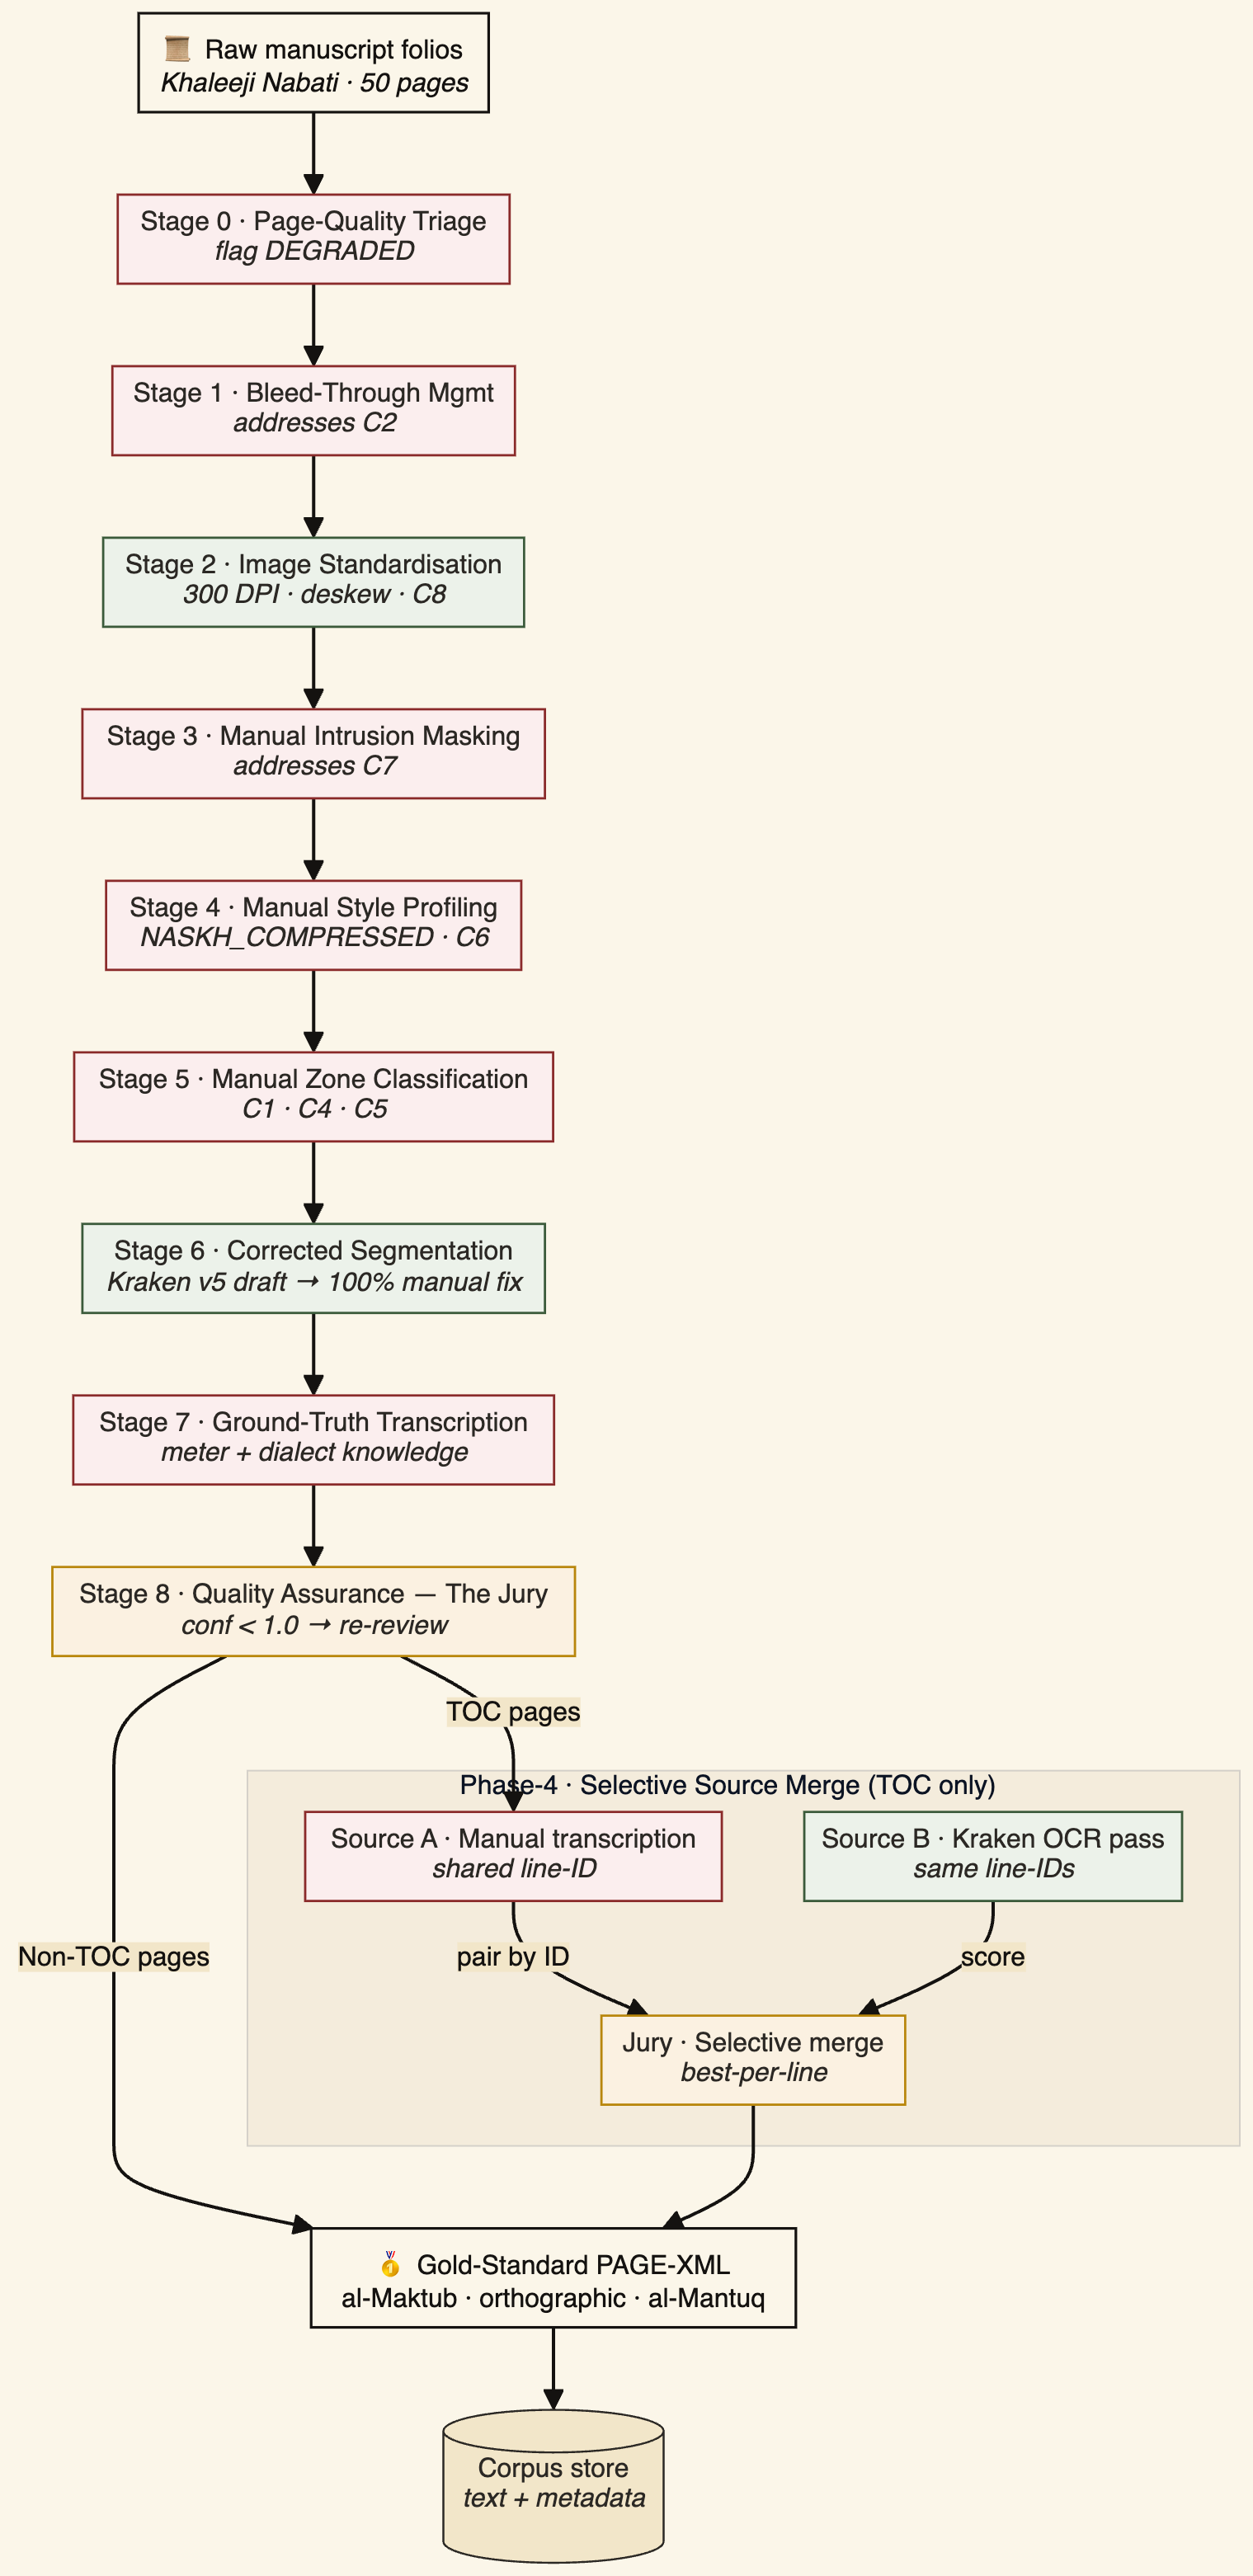 Raw manuscript folios
Khaleeji Nabati · 50 pages
Stage 0 · Page-Quality Triage
flag DEGRADED
Stage 1 · Bleed-Through Mgmt
addresses C2
Stage 2 · Image Standardisation
300 DPI · deskew · C8
Stage 3 · Manual Intrusion Masking
addresses C7
Stage 4 · Manual Style Profiling
NASKH_COMPRESSED · C6
Stage 5 · Manual Zone Classification
C1 · C4 · C5
Stage 6 · Corrected Segmentation
Kraken v5 draft → 100% manual fix
Stage 7 · Ground-Truth Transcription
meter + dialect knowledge
Stage 8 · Quality Assurance — The Jury
conf < 1.0 → re-review
TOC pages
Phase-4 · Selective Source Merge (TOC only)
Source A · Manual transcription
shared line-ID
Source B · Kraken OCR pass
same line-IDs
Non-TOC pages
pair by ID
score
Jury · Selective merge
best-per-line
Gold-Standard PAGE-XML
al-Maktub · orthographic · al-Mantuq
Corpus store
text + metadata